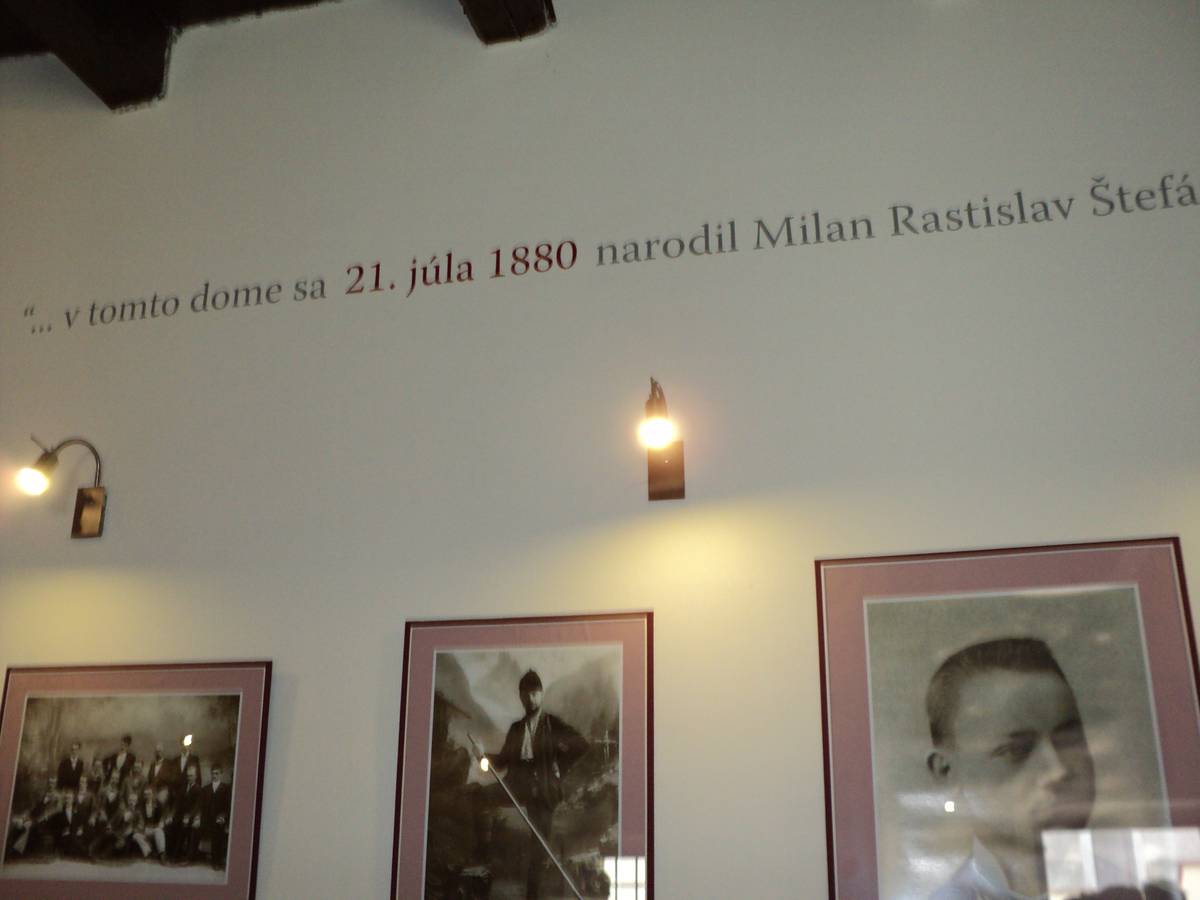 “... v tomto dome sa 21. júla 1880 narodil Milan Rastislav Štefá